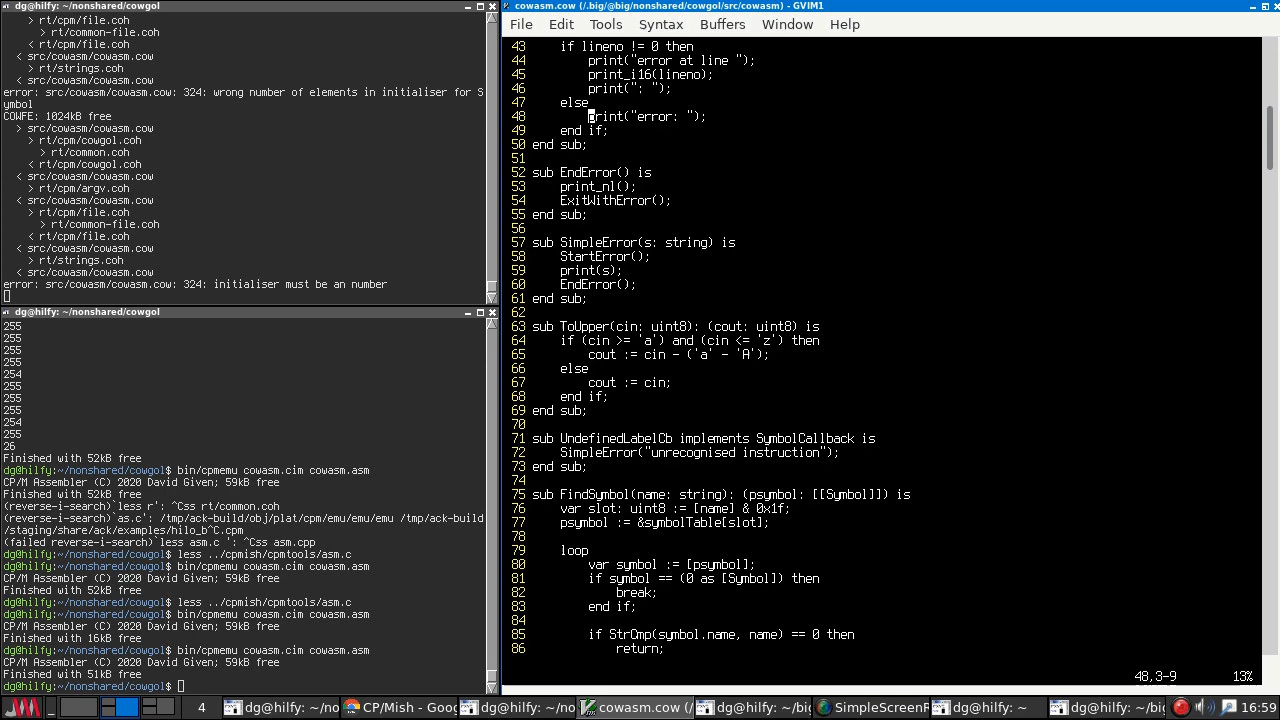 dg@hilfy: ~/nonshared/cowgol
> rt/cpm/file.coh
> rt/common-file.coh
< rt/cpm/file.coh
< src/cowasm/cowasm.cow
> rt/strings.coh
< src/cowasm/cowasm.cow
error: src/cowasm/cowasm.cow: 324: wrong number of elements in initialiser for S
ymbol
COWFE: 1024kB free
> src/cowasm/cowasm.cow
> rt/cpm/cowgol.coh
> rt/common.coh
< rt/cpm/cowgol.coh
< src/cowasm/cowasm.cow
> rt/cpm/argv.coh
< src/cowasm/cowasm.cow
> rt/cpm/file.coh
> rt/common-file.coh
< rt/cpm/file.coh
< src/cowasm/cowasm.cow
> rt/strings.coh
< src/cowasm/cowasm.cow
error: src/cowasm/cowasm.cow: 324: initialiser must be an number
dg@hilfy: ~/nonshared/cowgol
255
255
255
255
254
255
255
255
254
255
26
Finished with 52kB free
dg@hilfy:~/nonshared/cowgol$ bin/cpmemu cowasm.cim cowasm.asm
CP/M Assembler (C) 2020 David Given; 59kB free
Finished with 52kB free
(reverse-i-search)`less r': ^Css rt/common.coh
(reverse-i-search)`as.c': /tmp/ack-build/obj/plat/cpm/emu/emu/emu /tmp/ack-build
/staging/share/ack/examples/hilo_b^C.cpm
(failed reverse-i-search)`less asm.c ': ^Css asm.cpp
dg@hilfy:~/nonshared/cowgol$ less ../cpmish/cpmtools/asm.c
dg@hilfy:~/nonshared/cowgol$ bin/cpmemu cowasm.cim cowasm.asm
CP/M Assembler (C) 2020 David Given; 59kB free
Finished with 52kB free
dg@hilfy:~/nonshared/cowgol$ less ../cpmish/cpmtools/asm.c
dg@hilfy:~/nonshared/cowgol$ bin/cpmemu cowasm.cim cowasm.asm
CP/M Assembler (C) 2020 David Given; 59kB free
Finished with 16kB free
dg@hilfy:~/nonshared/cowgol$ bin/cpmemu cowasm.cim cowasm.asm
CP/M Assembler (C) 2020 David Given; 59kB free
Finished with 51kB free
dg@hilfy:~/nonshared/cowgol$
cowasm.cow (/.big/@big/nonshared/cowgol/src/cowasm) - GVIM1
File Edit Tools Syntax Buffers Window Help
43 if lineno != 0 then
44 print("error at line ");
45 print_i16(lineno);
46 print(": ");
47 else
48 print("error: ");
49 end if;
50 end sub;
51
52 sub EndError() is
53 print_nl();
54 ExitWithError();
55 end sub;
56
57 sub SimpleError(s: string) is
58 StartError();
59 print(s);
60 EndError();
61 end sub;
62
63 sub ToUpper(cin: uint8): (cout: uint8) is
64 if (cin >= 'a') and (cin <= 'z') then
65 cout := cin - ('a' - 'A');
66 else
67 cout := cin;
68 end if;
69 end sub;
70
71 sub UndefinedLabelCb implements SymbolCallback is
72 SimpleError("unrecognised instruction");
73 end sub;
74
75 sub FindSymbol(name: string): (psymbol: [[Symbol]]) is
76 var slot: uint8 := [name] & 0x1f;
77 psymbol := &symbolTable[slot];
78
79 loop
80 var symbol := [psymbol];
81 if symbol == (0 as [Symbol]) then
82 break;
83 end if;
84
85 if StrCmp(symbol.name, name) == 0 then
86 return;
48,3-9 13%
4 dg@hilfy: ~/no CP/Mish - Goo dg@hilfy: ~/no cowasm.cow (/ dg@hilfy: ~/big SimpleScreenR dg@hilfy: ~ dg@hilfy: ~/big 16:59